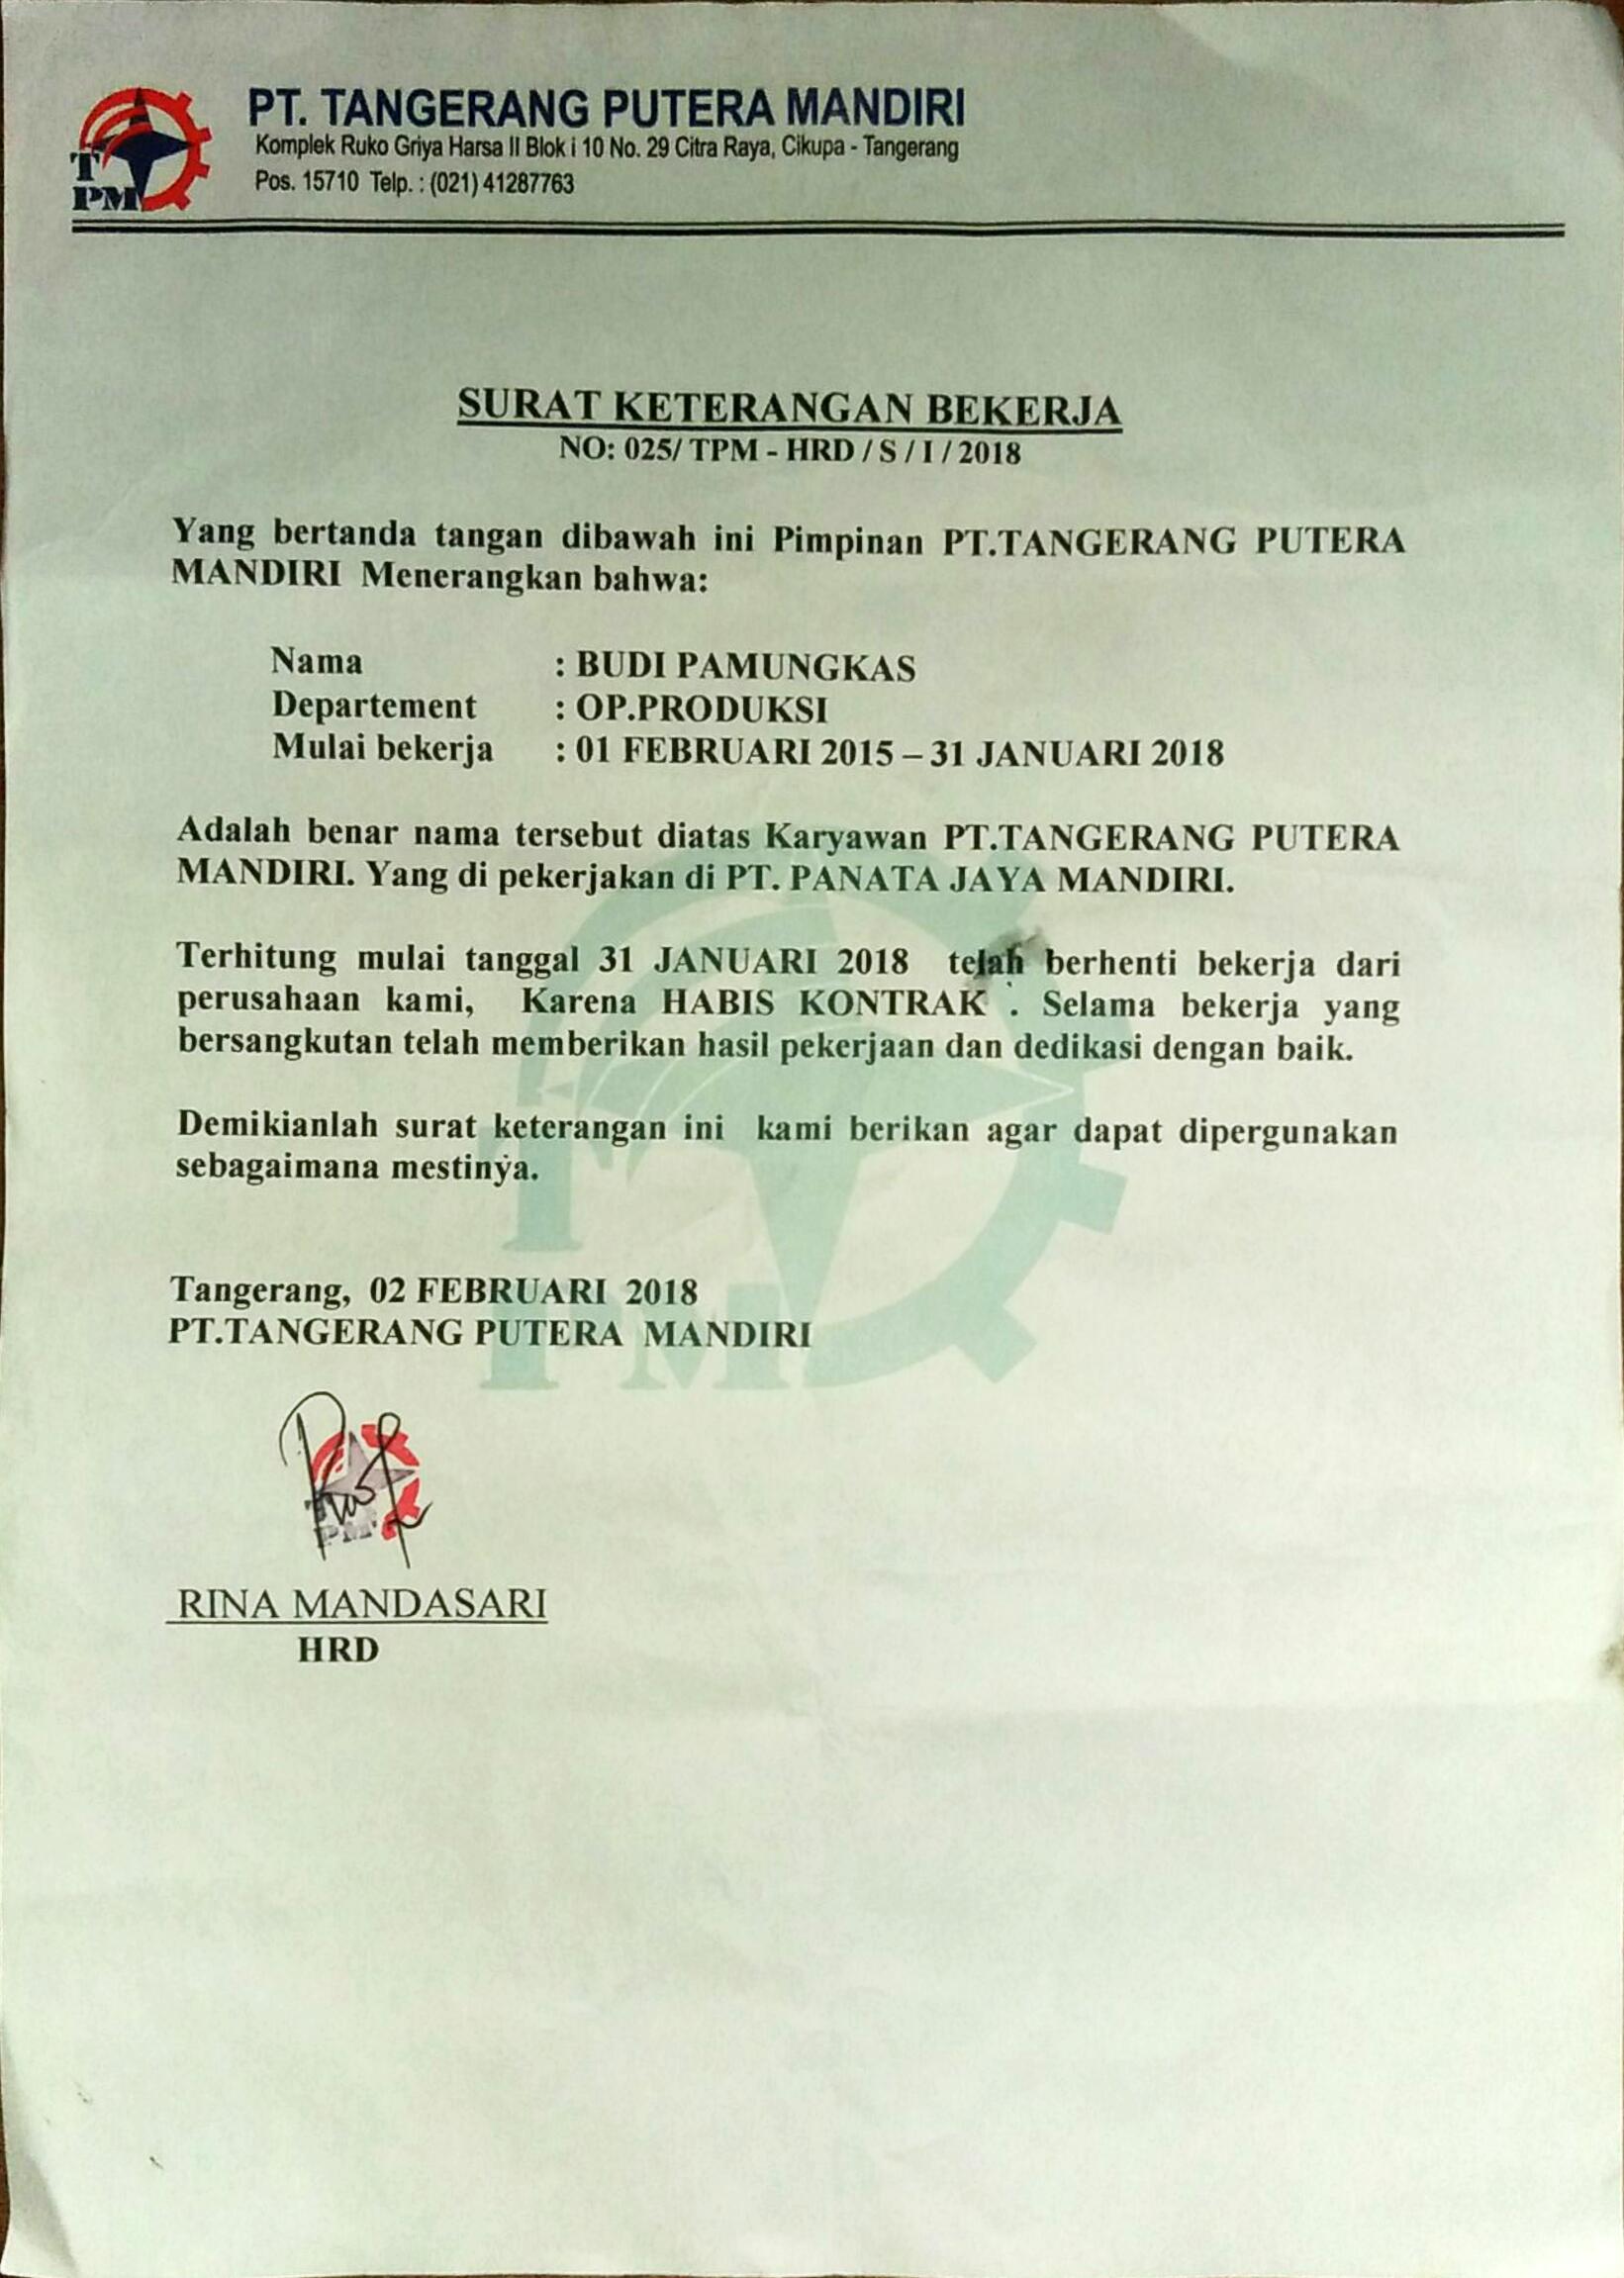 T
PM
PT. TANGERANG PUTERA MANDIRI
Komplek Ruko Griya Harsa II Blok i 10 No. 29 Citra Raya, Cikupa - Tangerang
Pos. 15710 Telp. : (021) 41287763
SURAT KETERANGAN BEKERJA
NO: 025/ TPM - HRD / S / I / 2018
Yang bertanda tangan dibawah ini Pimpinan PT.TANGERANG PUTERA
MANDIRI Menerangkan bahwa:
Nama : BUDI PAMUNGKAS
Departement : OP.PRODUKSI
Mulai bekerja : 01 FEBRUARI 2015 – 31 JANUARI 2018
Adalah benar nama tersebut diatas Karyawan PT.TANGERANG PUTERA
MANDIRI. Yang di pekerjakan di PT. PANATA JAYA MANDIRI.
Terhitung mulai tanggal 31 JANUARI 2018 telah berhenti bekerja dari
perusahaan kami, Karena HABIS KONTRAK . Selama bekerja yang
bersangkutan telah memberikan hasil pekerjaan dan dedikasi dengan baik.
Demikianlah surat keterangan ini kami berikan agar dapat dipergunakan
sebagaimana mestinya.
T
PM
Tangerang, 02 FEBRUARI 2018
PT.TANGERANG PUTERA MANDIRI
PM
RINA MANDASARI
HRD